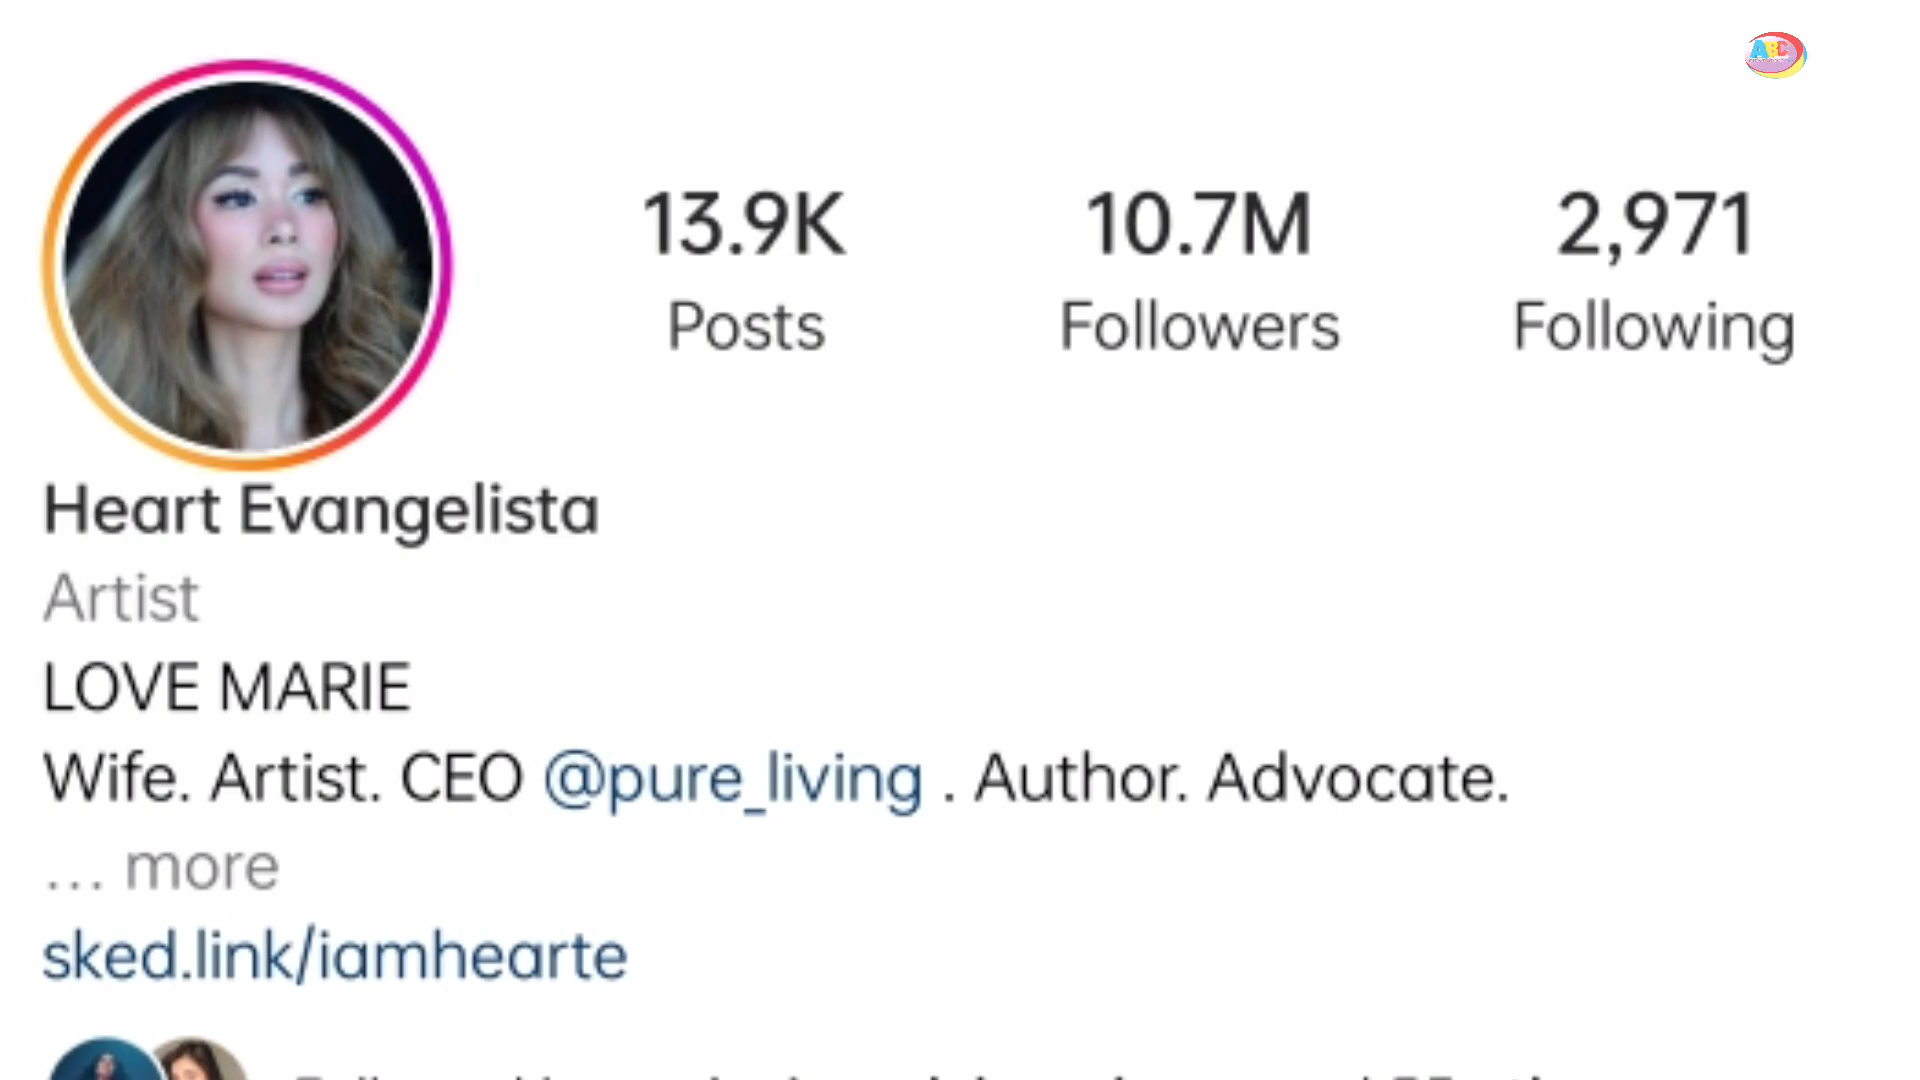 ABC
13.9K 10.7M 2,971
Posts Followers Following
Heart Evangelista
Artist
LOVE MARIE
Wife. Artist. CEO @pure_living . Author. Advocate.
... more
sked.link/iamhearte